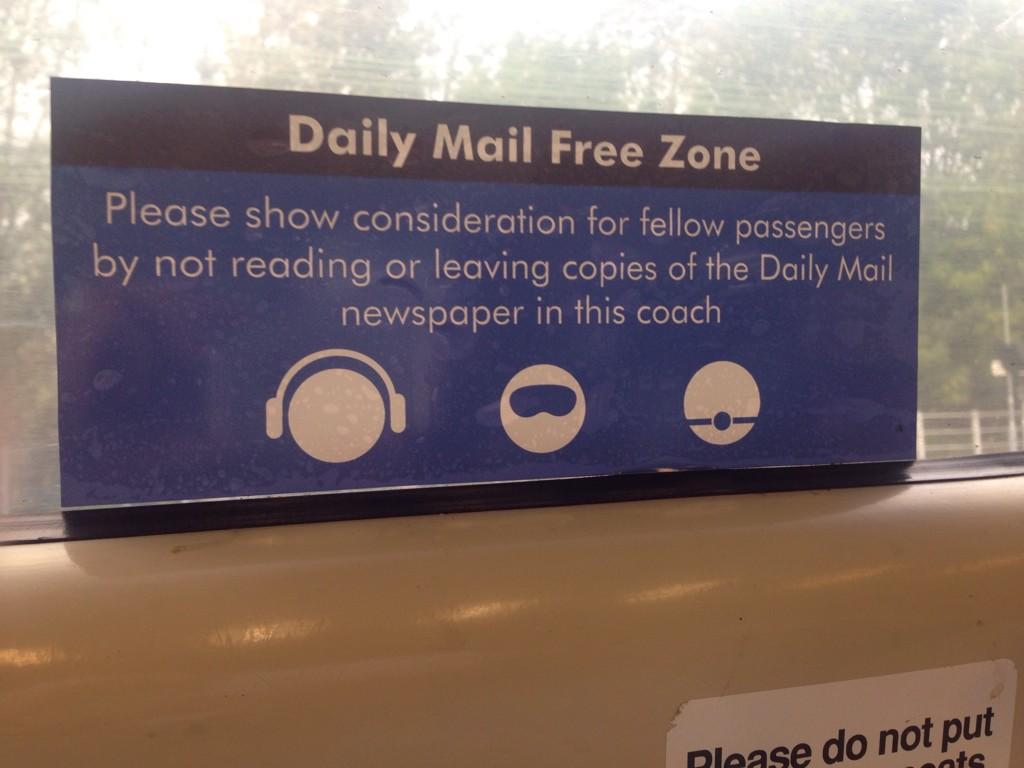 Daily Mail Free Zone
Please show consideration for fellow passengers
by not reading or leaving copies of the Daily Mail
newspaper in this coach
Please do not put